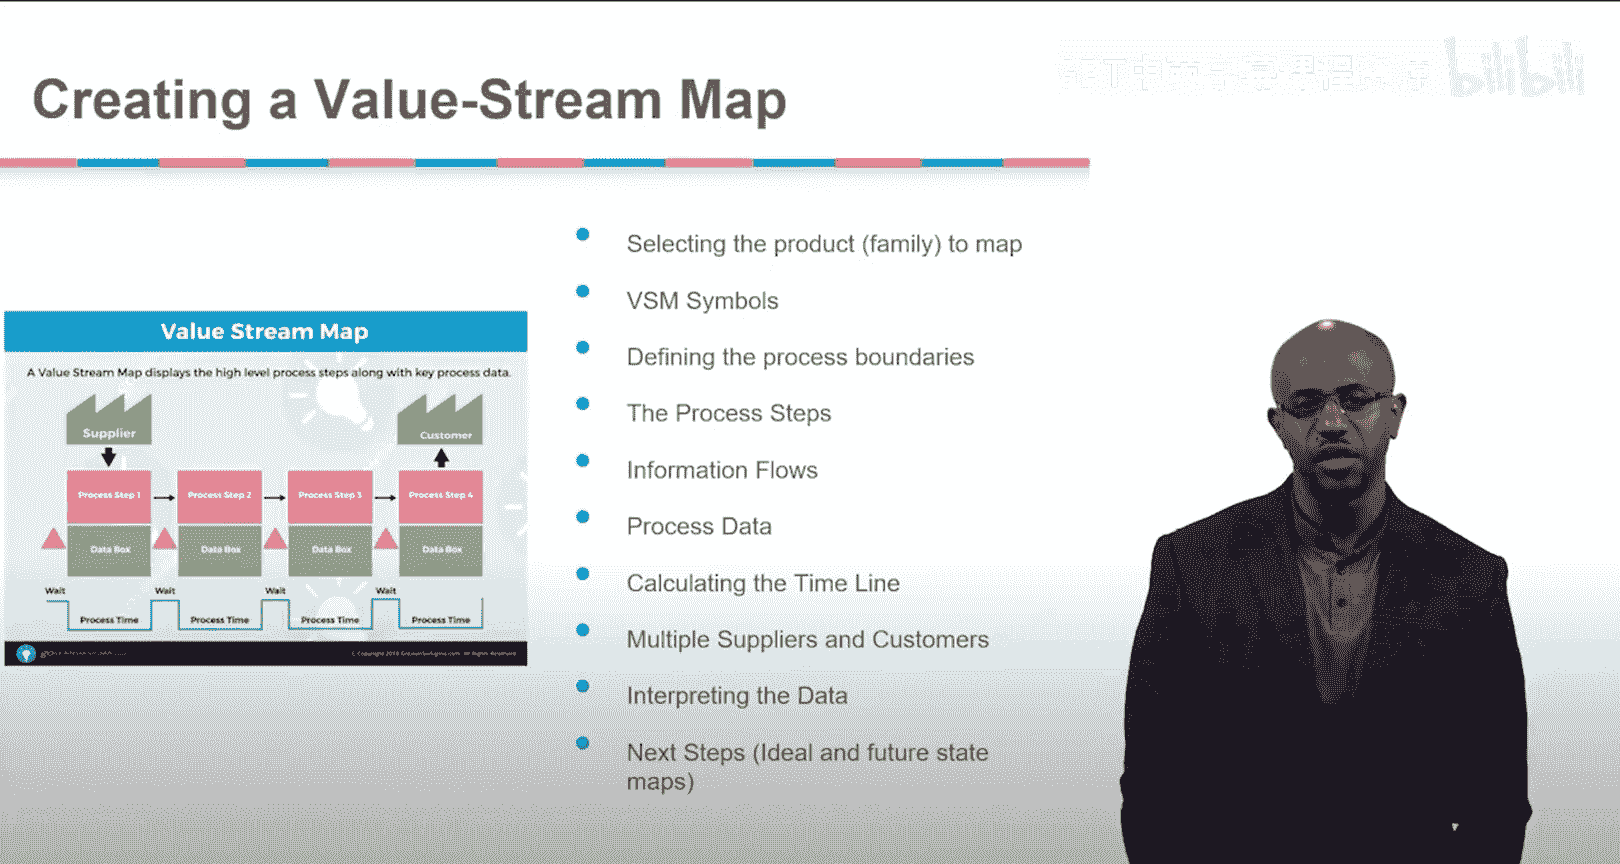 Creating a Value-Stream Map
bilibili
Selecting the product (family) to map
VSM Symbols
Defining the process boundaries
The Process Steps
Information Flows
Process Data
Calculating the Time Line
Multiple Suppliers and Customers
Interpreting the Data
Next Steps (Ideal and future state
maps)
Value Stream Map
A Value Stream Map displays the high level process steps along with key process data.
Supplier
Customer
Process Step 1
Process Step 2
Process Step 3
Process Step 4
Data Box
Data Box
Data Box
Data Box
Wait
Wait
Wait
Wait
Process Time
Process Time
Process Time
Process Time